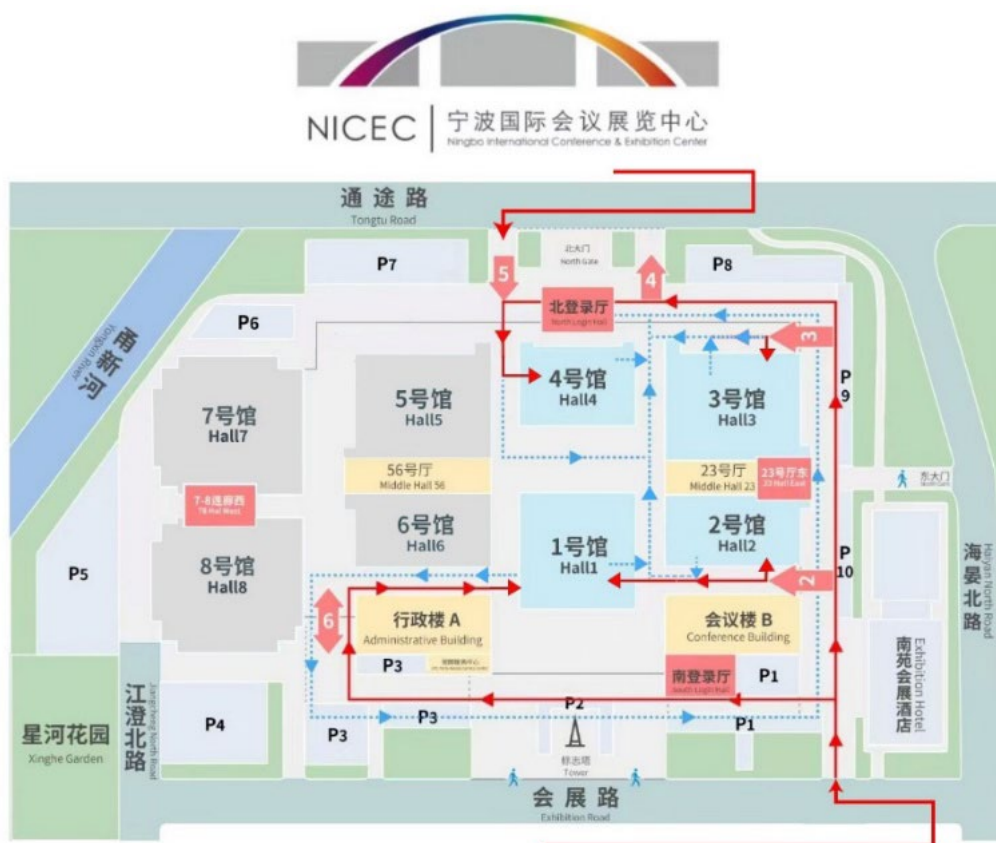 NICEC
宁波国际会议展览中心
Ningbo International Conference & Exhibition Center
通途路
Tongtu Road
北大门
North Gate
P7
5
4
P8
北登录厅
North Login Hall
P6
甬新河
Yongxin River
3
4号馆
Hall4
5号馆
Hall5
3号馆
Hall3
P
9
7号馆
Hall7
56号厅
Middle Hall 56
23号厅
Middle Hall 23
23号厅东
23 Hall East
东大门
7-8连廊西
6号馆
Hall6
1号馆
Hall1
2号馆
Hall2
P
10
P5
8号馆
Hall8
2
海晏北路
Haiyan North Road
6
行政楼 A
Administrative Building
会议楼 B
Conference Building
P3
南登录厅
South Login Hall
P1
南苑会展酒店
Exhibition Hotel
星河花园
Xinghe Garden
江澄北路
Jiangcheng North Road
P4
P3
P3
P2
标志塔
Tower
P1
会展路
Exhibition Road